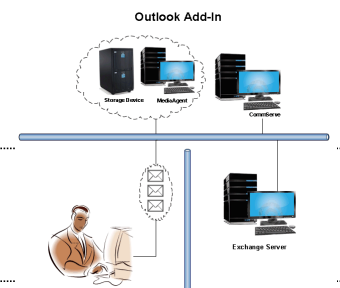 Outlook Add-In
Storage Device
MediaAgent
CommServe
Exchange Server